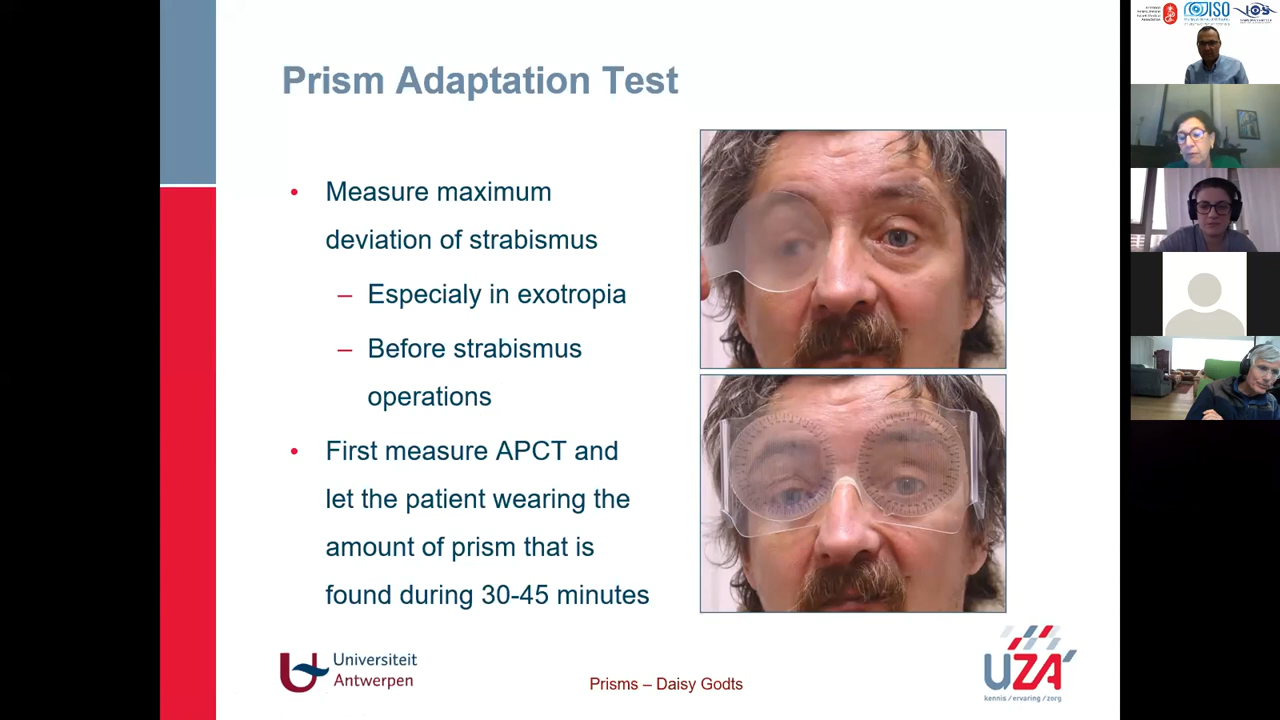 Prism Adaptation Test
• Measure maximum
deviation of strabismus
– Especialy in exotropia
– Before strabismus
operations
• First measure APCT and
let the patient wearing the
amount of prism that is
found during 30-45 minutes
Universiteit
Antwerpen
Prisms – Daisy Godts
UZA
kennis / ervaring / zorg
ISO